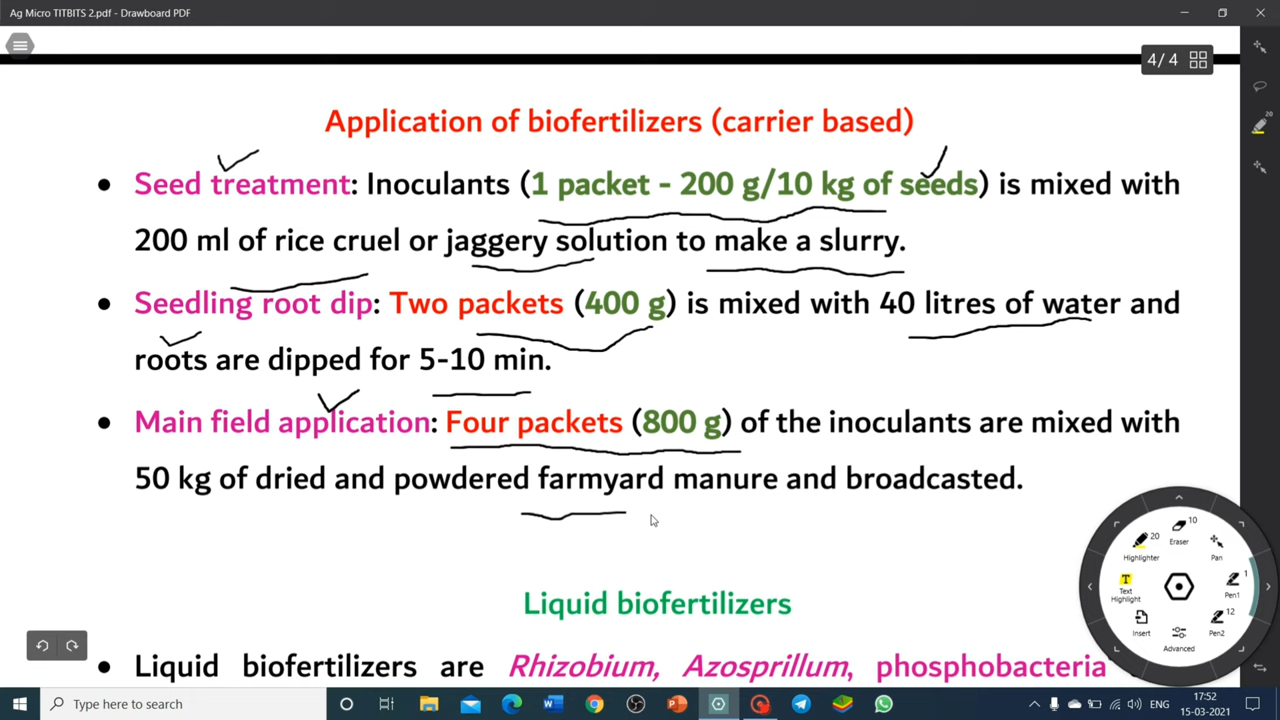 Ag Micro TITBITS 2.pdf - Drawboard PDF
4/4
Application of biofertilizers (carrier based)
• Seed treatment: Inoculants (1 packet - 200 g/10 kg of seeds) is mixed with
200 ml of rice cruel or jaggery solution to make a slurry.
• Seedling root dip: Two packets (400 g) is mixed with 40 litres of water and
roots are dipped for 5-10 min.
• Main field application: Four packets (800 g) of the inoculants are mixed with
50 kg of dried and powdered farmyard manure and broadcasted.
Liquid biofertilizers
• Liquid biofertilizers are Rhizobium, Azosprillum, phosphobacteria
20
10
Eraser
20
Highlighter
Pan
T
Text
Highlight
1
Pen1
Insert
12
Pen2
Advanced
Type here to search
ENG
17:52
15-03-2021